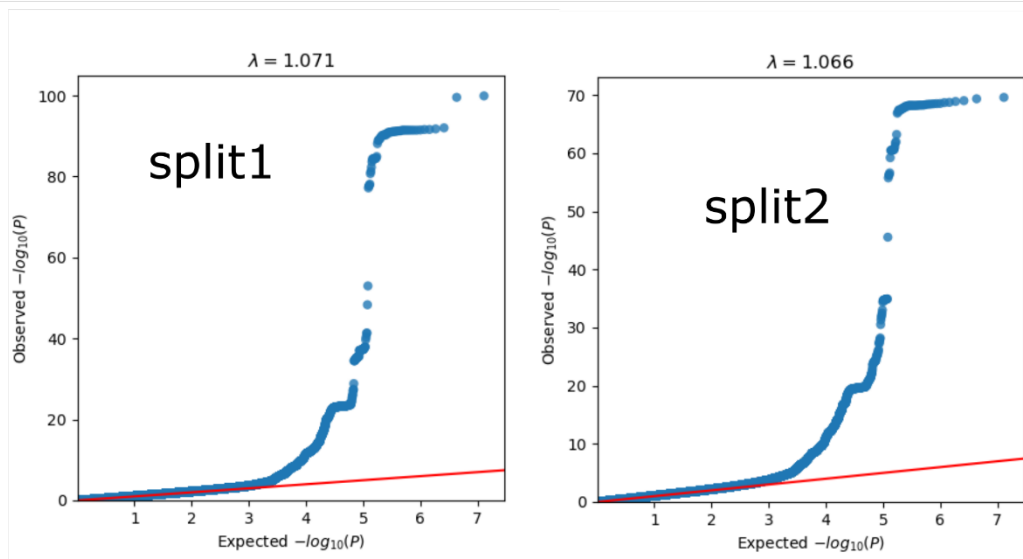 λ = 1.071
100
80
60
40
20
0
Observed −log₁₀(P)
split1
1 2 3 4 5 6 7
Expected −log₁₀(P)
λ = 1.066
70
60
50
40
30
20
10
0
Observed −log₁₀(P)
split2
1 2 3 4 5 6 7
Expected −log₁₀(P)